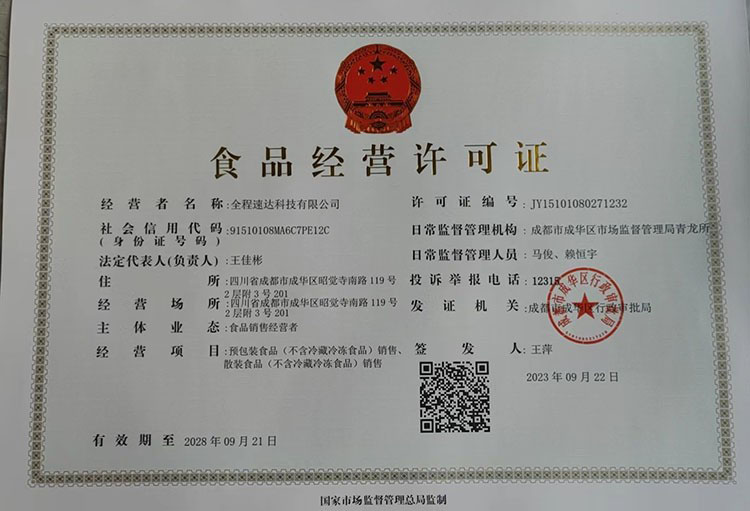 食品经营许可证
经营者名称:全程速达科技有限公司
许可证编号:JY15101080271232
社会信用代码:91510108MA6C7PE12C
(身份证号码)
日常监督管理机构:成都市成华区市场监督管理局青龙所
法定代表人(负责人):王佳彬
日常监督管理人员:马俊、赖恒宇
住所:四川省成都市成华区昭觉寺南路119号
2层附3号201
投诉举报电话:12315
经营场所:四川省成都市成华区昭觉寺南路119号
2层附3号201
发证机关:成都市成华区行政审批局
成都市成华区行政审批局
主体业态:食品销售经营者
经营项目:预包装食品(不含冷藏冷冻食品)销售、
散装食品(不含冷藏冷冻食品)销售
签发人:王萍
2023年09月22日
有效期至2028年09月21日
国家市场监督管理总局监制